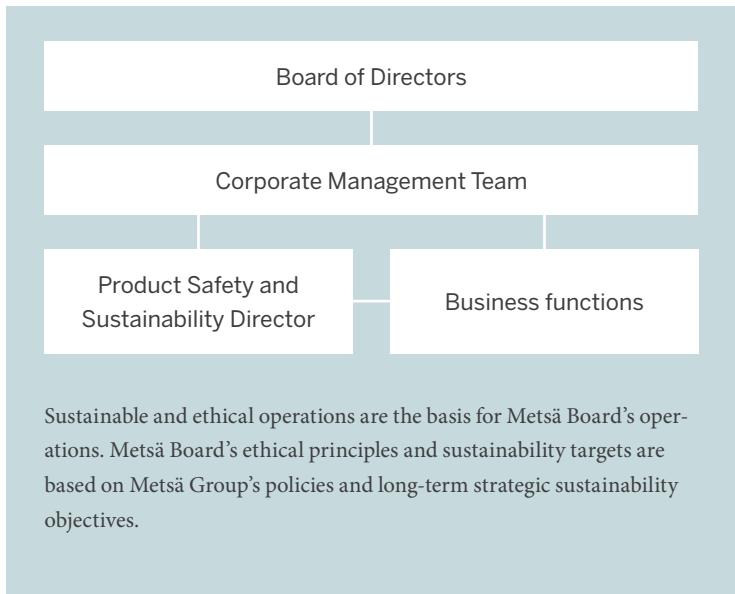 Board of Directors
Corporate Management Team
Product Safety and
Sustainability Director
Business functions
Sustainable and ethical operations are the basis for Metsä Board’s oper-
ations. Metsä Board’s ethical principles and sustainability targets are
based on Metsä Group’s policies and long-term strategic sustainability
objectives.